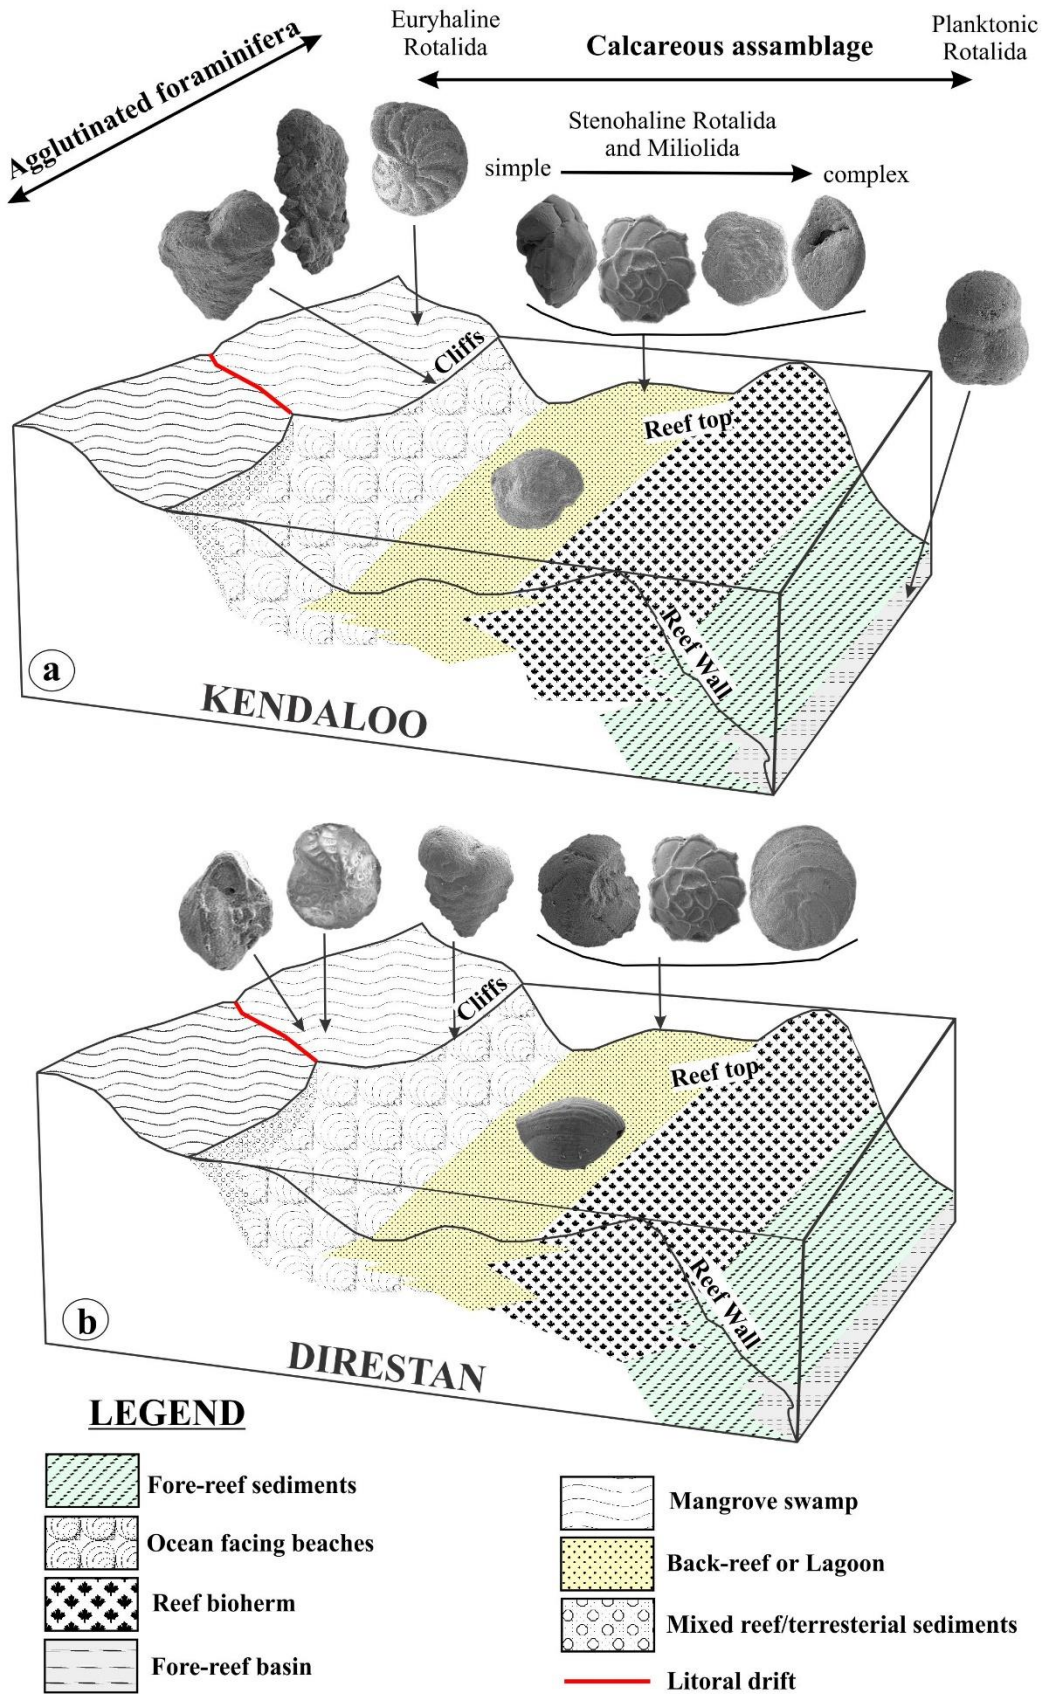 Agglutinated foraminifera
Euryhaline
Rotalida
Calcareous assamblage
Planktonic
Rotalida
Stenohaline Rotalida
and Miliolida
simple
complex
Cliffs
Reef top
Reef Wall
a
KENDALOO
Cliffs
Reef top
Reef Wall
b
DIRESTAN
LEGEND
Fore-reef sediments
Ocean facing beaches
Reef bioherm
Fore-reef basin
Mangrove swamp
Back-reef or Lagoon
Mixed reef/terresterial sediments
Litoral drift